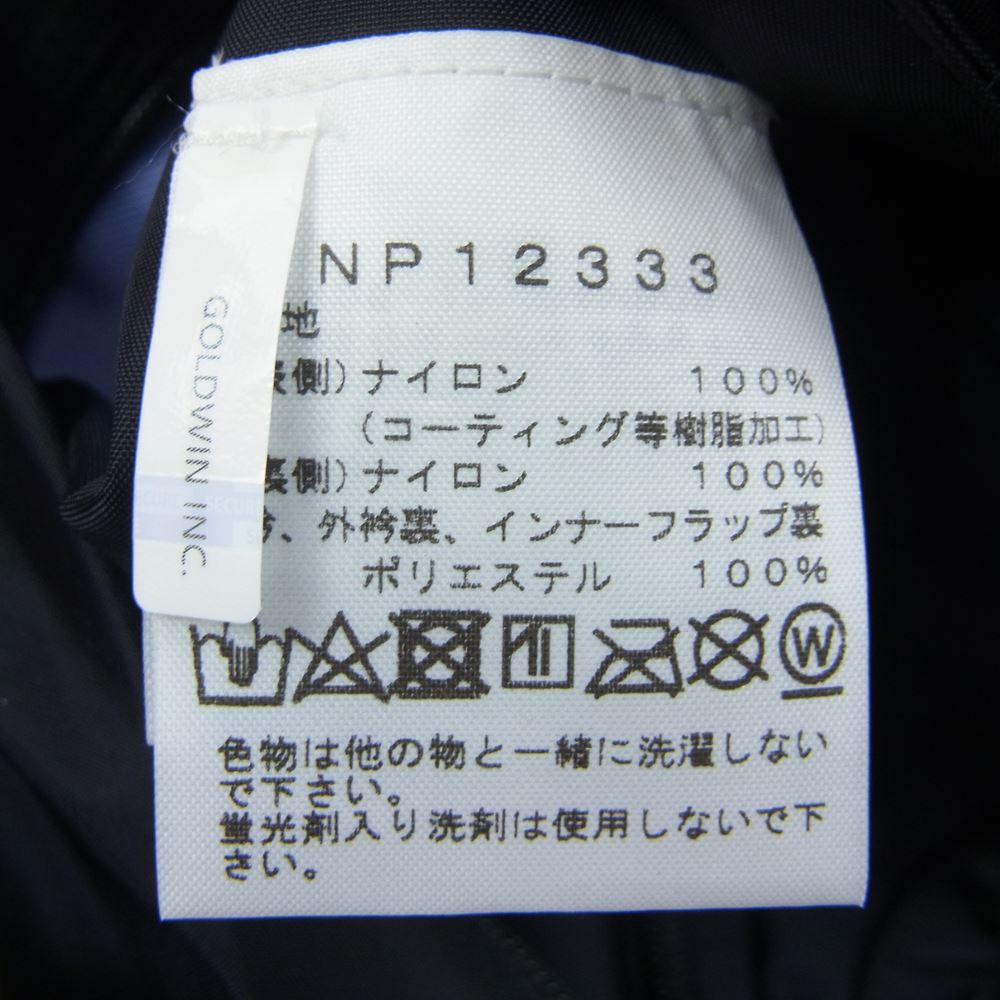 NP12333
地
表側) ナイロン 100%
(コーティング等樹脂加工)
裏側) ナイロン 100%
衿、外衿裏、インナーフラップ裏
ポリエステル 100%
W
色物は他の物と一緒に洗濯しない
で下さい。
蛍光剤入り洗剤は使用しないで下
さい。
GOLDWIN INC.